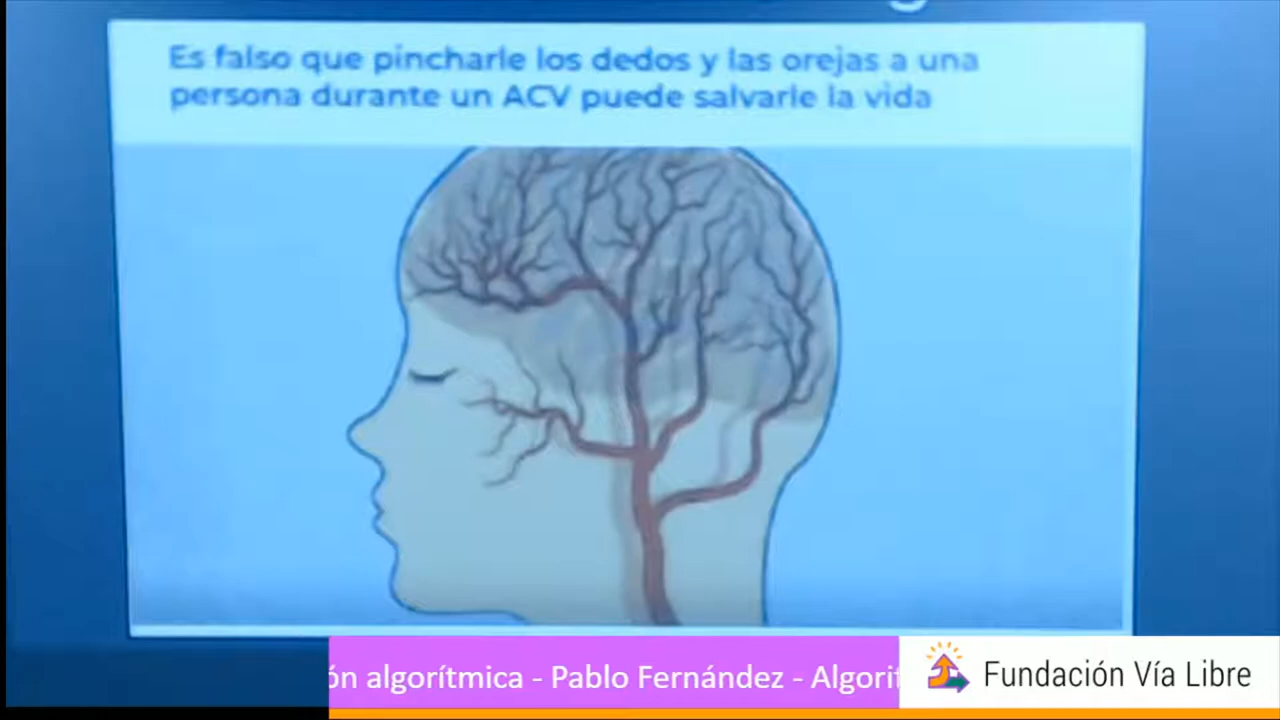 Es falso que pincharle los dedos y las orejas a una
persona durante un ACV puede salvarle la vida
ón algorítmica - Pablo Fernández - Algorit
Fundación Vía Libre